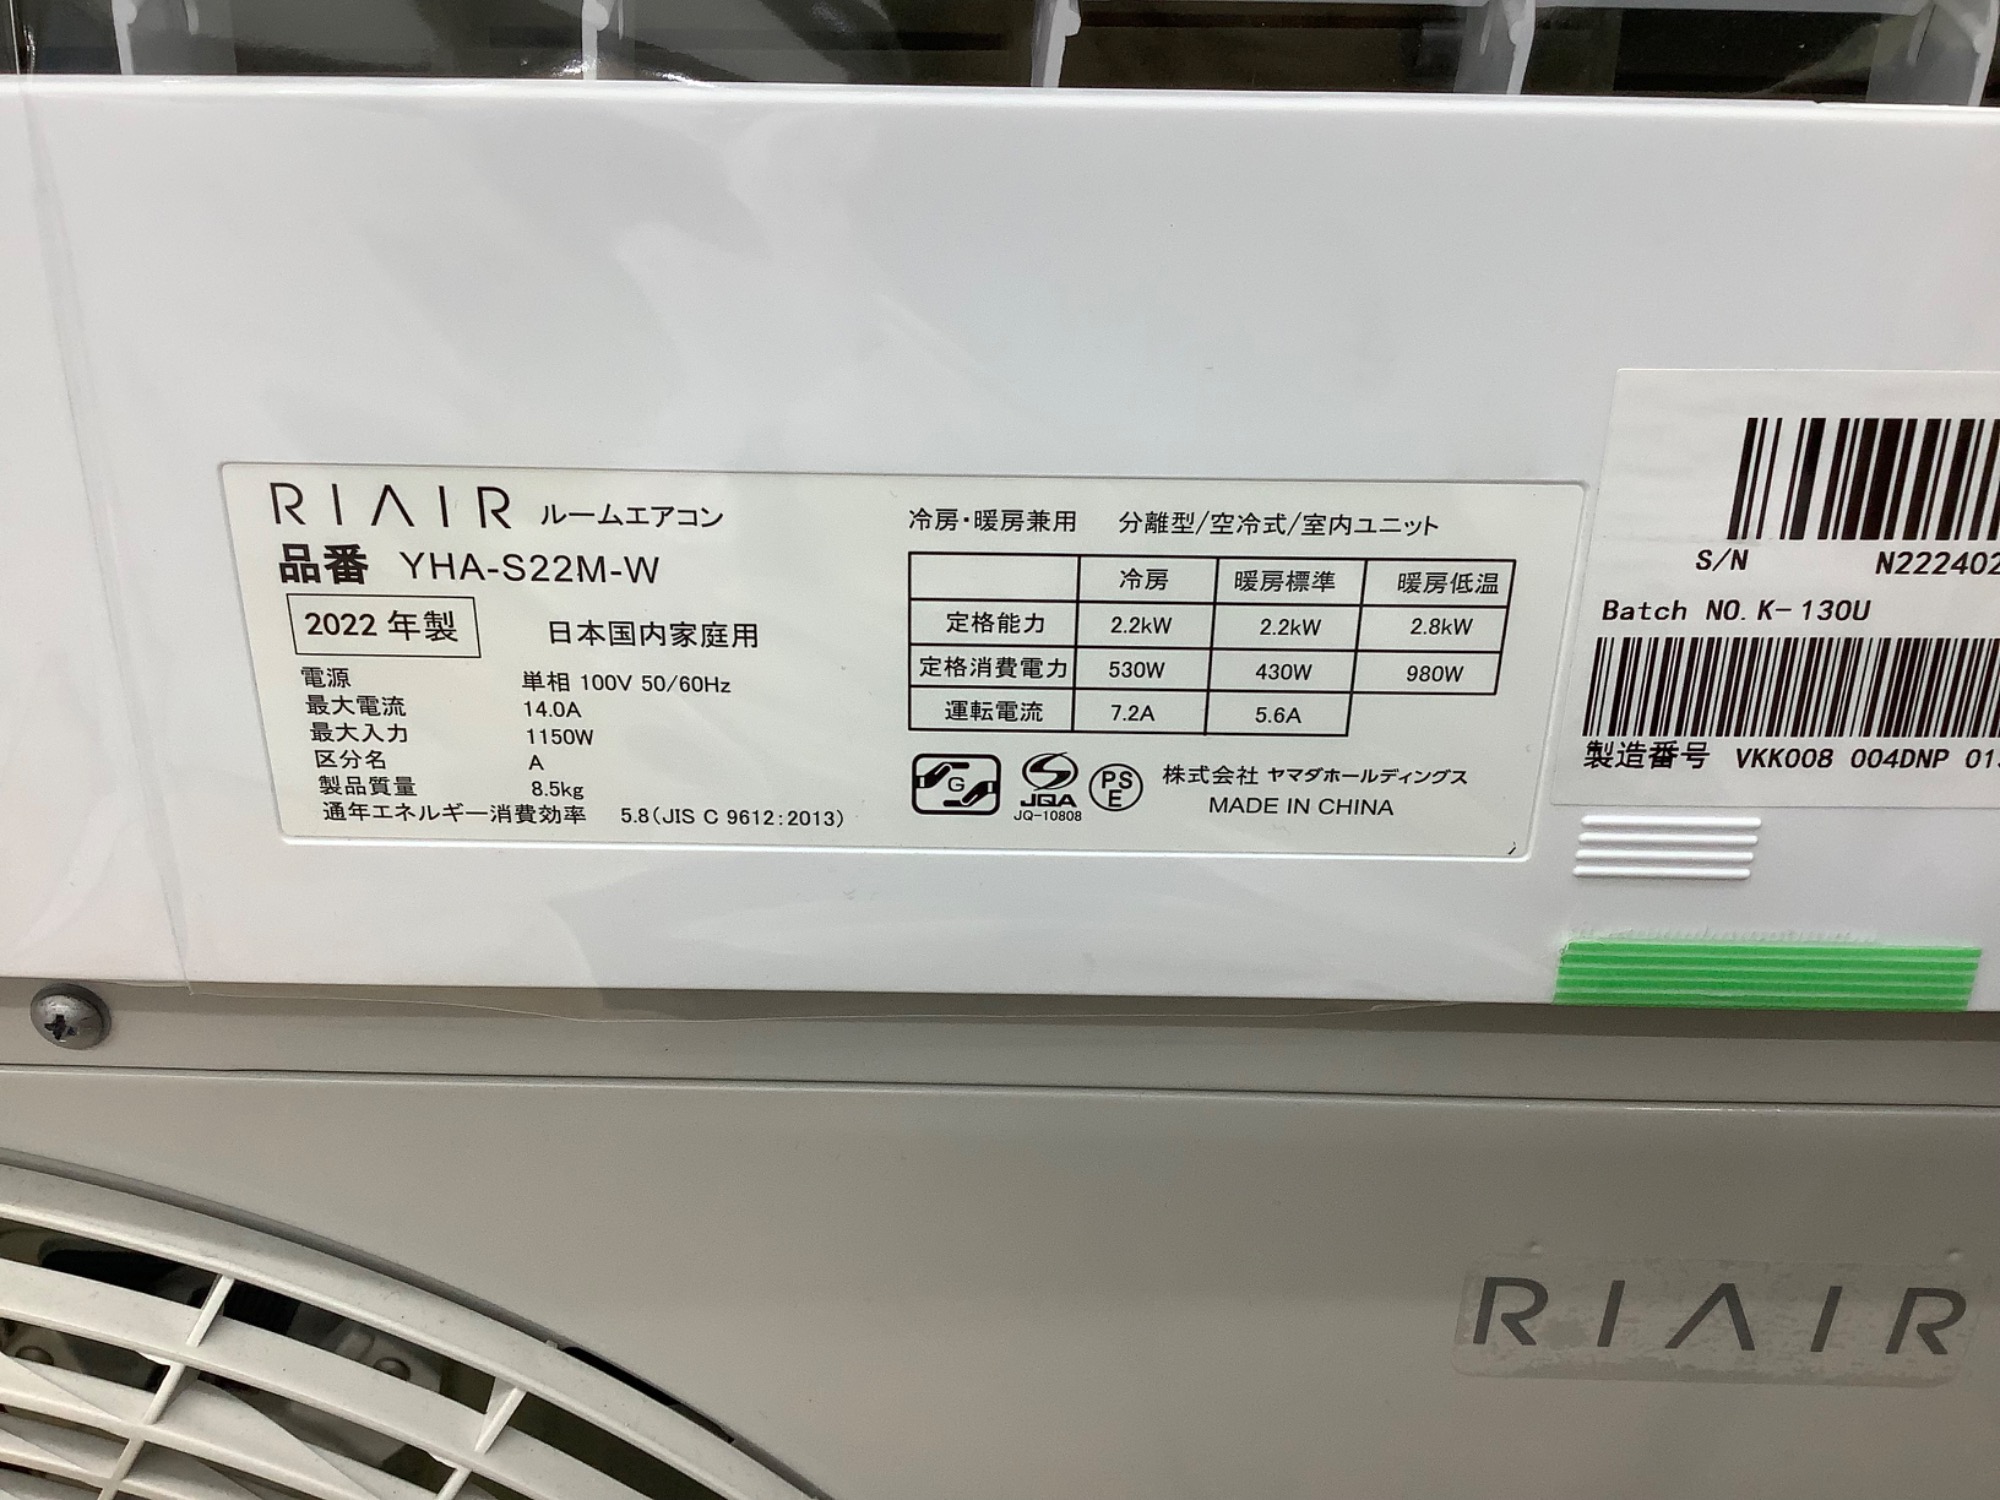 RIAIR ルームエアコン
品番 YHA-S22M-W
2022 年製 日本国内家庭用
電源 単相 100V 50/60Hz
最大電流 14.0A
最大入力 1150W
区分名 A
製品質量 8.5kg
通年エネルギー消費効率 5.8(JIS C 9612:2013)
冷房・暖房兼用 分離型/空冷式/室内ユニット
冷房 暖房標準 暖房低温
定格能力 2.2kW 2.2kW 2.8kW
定格消費電力 530W 430W 980W
運転電流 7.2A 5.6A
G
JQA
JQ-10808
PS
E
株式会社 ヤマダホールディングス
MADE IN CHINA
S/N N222402
Batch NO. K-130U
製造番号 VKK008 004DNP 01
RIAIR